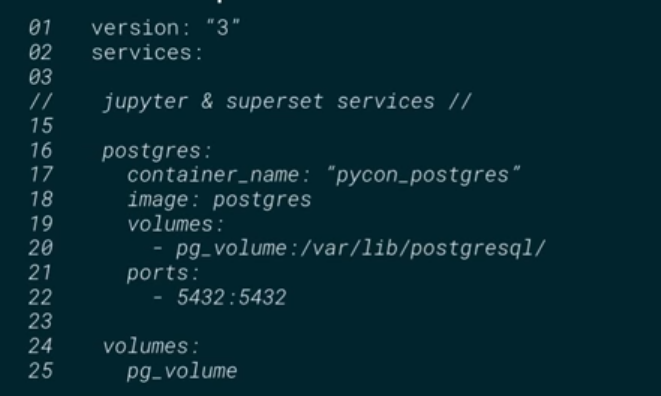 01 version: “3”
02 services:
03
// jupyter & superset services //
15
16 postgres:
17 container_name: “pycon_postgres”
18 image: postgres
19 volumes:
20 - pg_volume:/var/lib/postgresql/
21 ports:
22 - 5432:5432
23
24 volumes:
25 pg_volume